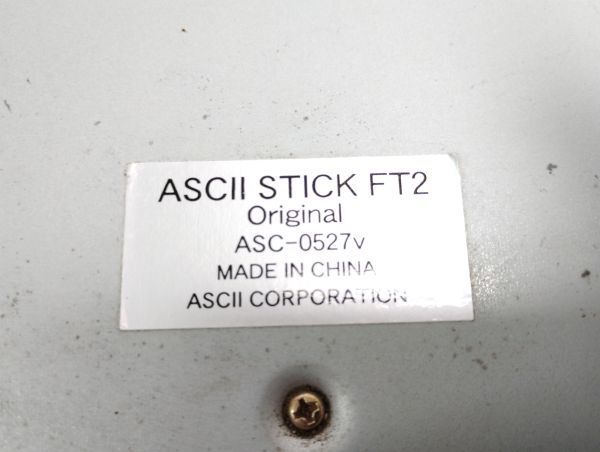 ASCII STICK FT2
Original
ASC-0527v
MADE IN CHINA
ASCII CORPORATION